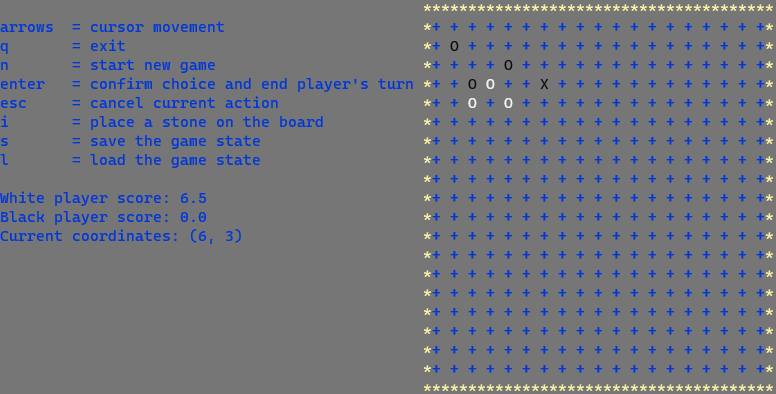 ***************************************
arrows  = cursor movement *+ + + + + + + + + + + + + + + + + + +*
q       = exit *+ O + + + + + + + + + + + + + + + + +*
n       = start new game *+ + + + O + + + + + + + + + + + + + +*
enter   = confirm choice and end player's turn *+ + O O + + X + + + + + + + + + + + +*
esc     = cancel current action *+ + O + O + + + + + + + + + + + + + +*
i       = place a stone on the board *+ + + + + + + + + + + + + + + + + + +*
s       = save the game state *+ + + + + + + + + + + + + + + + + + +*
l       = load the game state *+ + + + + + + + + + + + + + + + + + +*
*+ + + + + + + + + + + + + + + + + + +*
White player score: 6.5 *+ + + + + + + + + + + + + + + + + + +*
Black player score: 0.0 *+ + + + + + + + + + + + + + + + + + +*
Current coordinates: (6, 3) *+ + + + + + + + + + + + + + + + + + +*
*+ + + + + + + + + + + + + + + + + + +*
*+ + + + + + + + + + + + + + + + + + +*
*+ + + + + + + + + + + + + + + + + + +*
*+ + + + + + + + + + + + + + + + + + +*
*+ + + + + + + + + + + + + + + + + + +*
*+ + + + + + + + + + + + + + + + + + +*
*+ + + + + + + + + + + + + + + + + + +*
***************************************